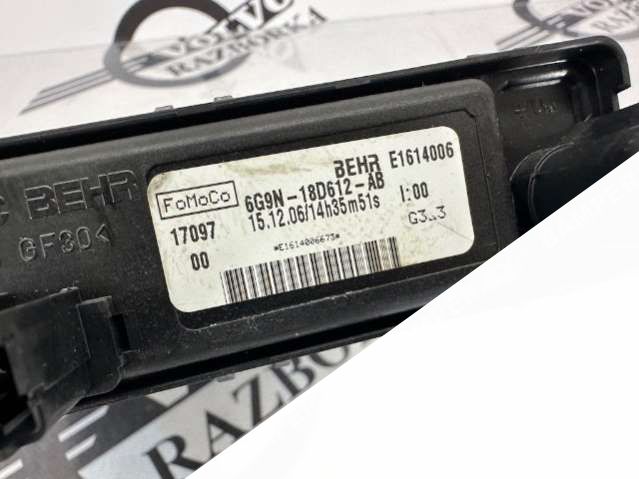 VOLVO
RAZBORKA
BEHR E1614006
FoMoCo 6G9N-18D612-AB
15.12.06/14h35m51s I:00
17097 G3.3
00
*E1614006673*
BEHR
GF30<
RAZBORKA